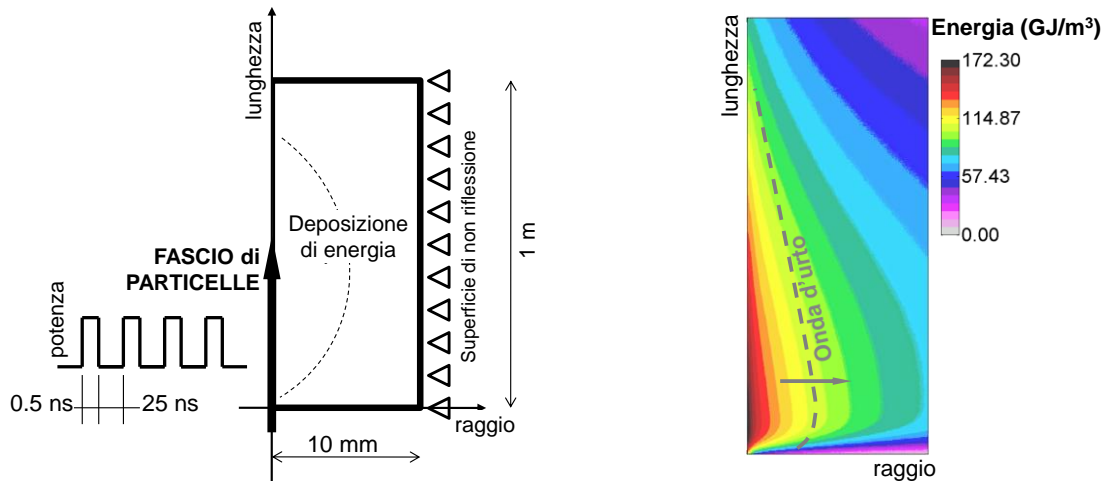 lunghezza
Deposizione
di energia
Superficie di non riflessione
1 m
FASCIO di
PARTICELLE
potenza
0.5 ns
25 ns
raggio
10 mm
lunghezza
Energia (GJ/m³)
172.30
114.87
57.43
0.00
Onda d'urto
raggio